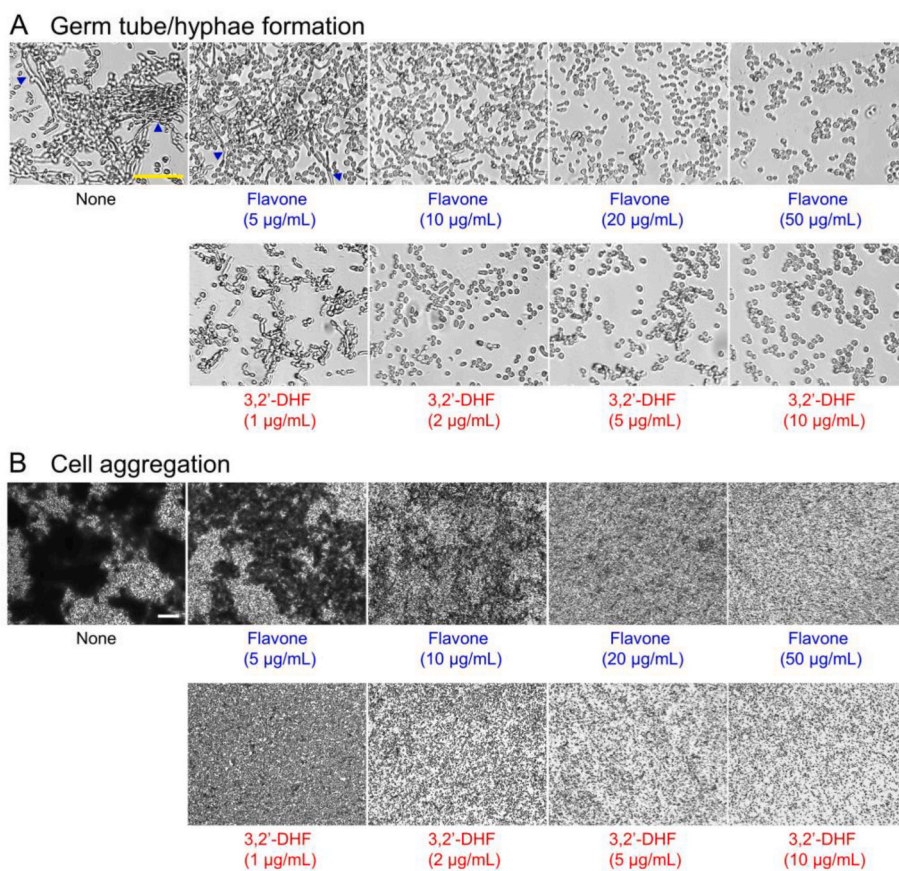 A Germ tube/hyphae formation
None
Flavone
(5 µg/mL)
Flavone
(10 µg/mL)
Flavone
(20 µg/mL)
Flavone
(50 µg/mL)
3,2’-DHF
(1 µg/mL)
3,2’-DHF
(2 µg/mL)
3,2’-DHF
(5 µg/mL)
3,2’-DHF
(10 µg/mL)
B Cell aggregation
None
Flavone
(5 µg/mL)
Flavone
(10 µg/mL)
Flavone
(20 µg/mL)
Flavone
(50 µg/mL)
3,2’-DHF
(1 µg/mL)
3,2’-DHF
(2 µg/mL)
3,2’-DHF
(5 µg/mL)
3,2’-DHF
(10 µg/mL)